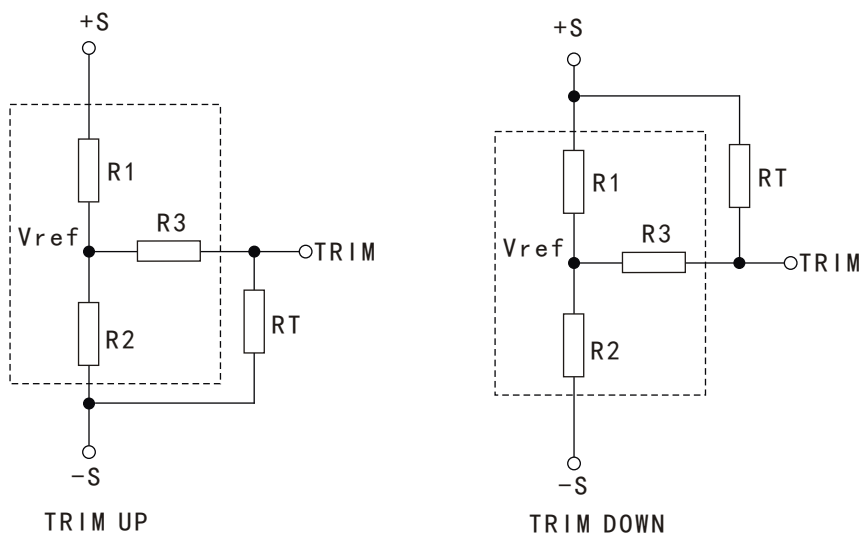 +S
R1
Vref
R3
TRIM
R2
RT
-S
TRIM UP
+S
R1
RT
Vref
R3
TRIM
R2
-S
TRIM DOWN